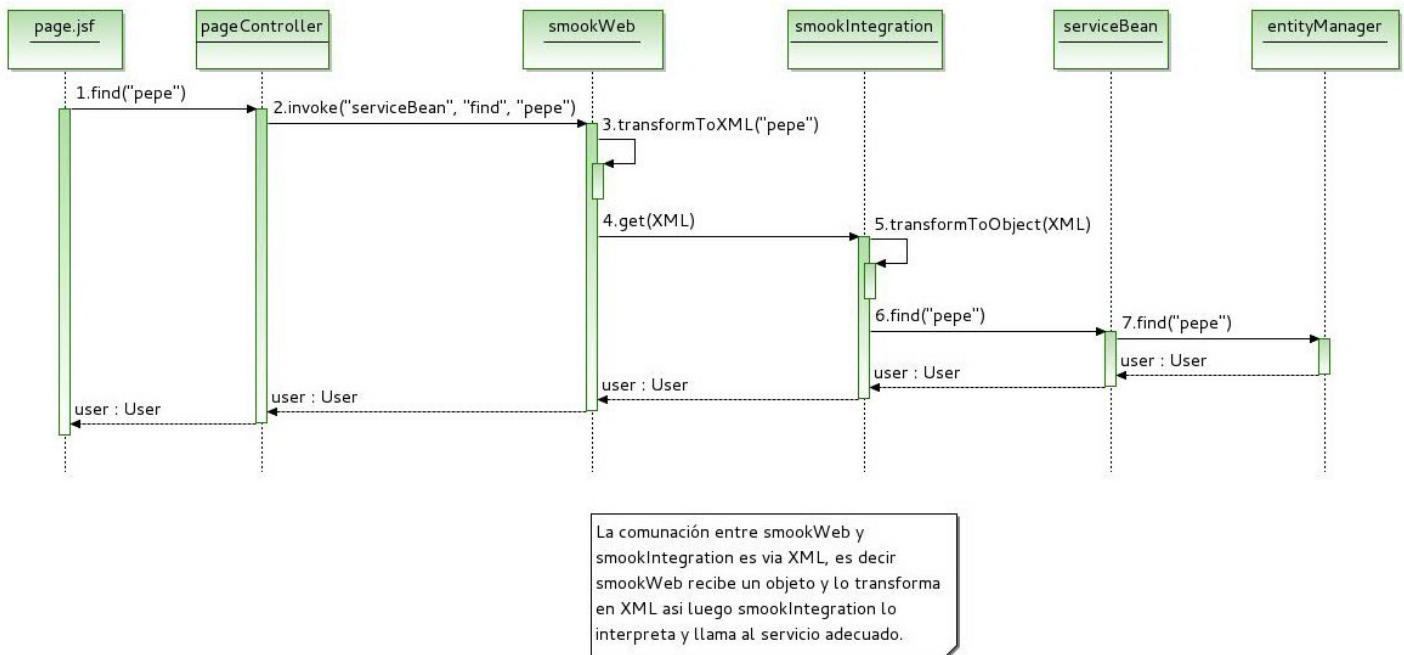 page.jsf
pageController
smookWeb
smookIntegration
serviceBean
entityManager
1.find("pepe")
2.invoke("serviceBean", "find", "pepe")
3.transformToXML("pepe")
4.get(XML)
5.transformToObject(XML)
6.find("pepe")
7.find("pepe")
user : User
user : User
user : User
user : User
user : User
La comunación entre smookWeb y
smookIntegration es via XML, es decir
smookWeb recibe un objeto y lo transforma
en XML asi luego smookIntegration lo
interpreta y llama al servicio adecuado.